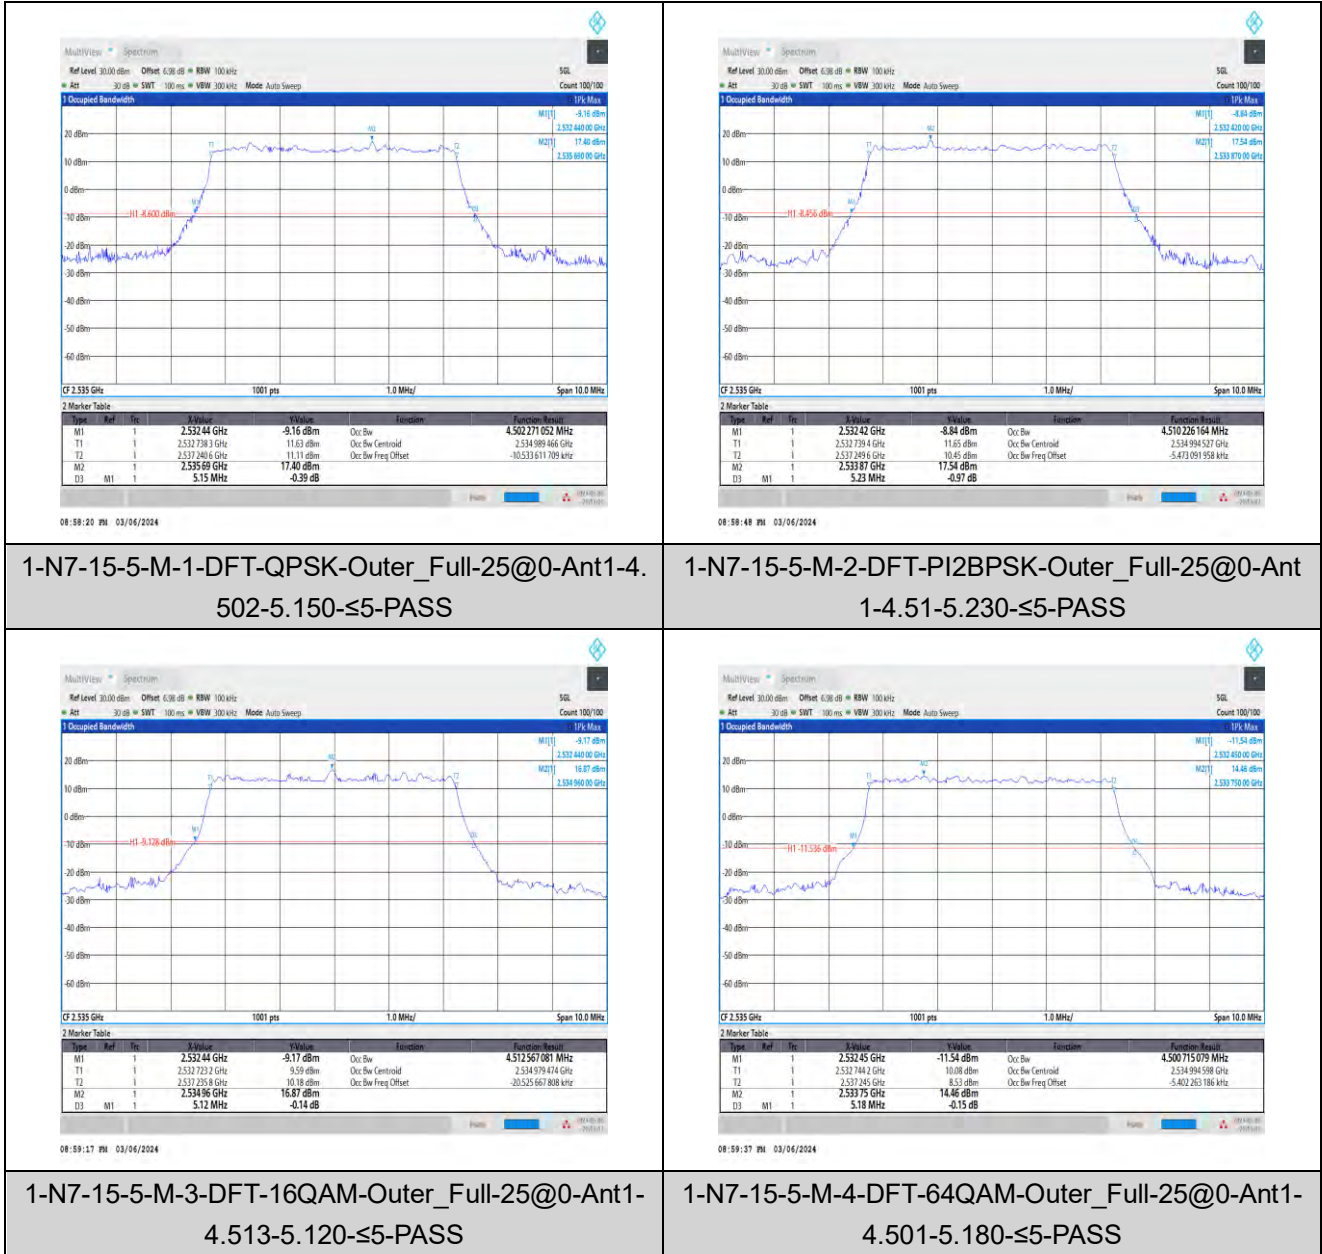 MultiView Spectrum
Ref Level 30.00 dBm Offset 6.98 dB RBW 100 kHz SGL
Att 30 dB SWT 100 ms VBW 300 kHz Mode Auto Sweep Count 100/100
1 Occupied Bandwidth 1Pk Max
M1[1] -9.16 dBm
2.532 440 00 GHz
M2[1] 17.40 dBm
2.535 690 00 GHz
20 dBm
10 dBm
0 dBm
-10 dBm
-20 dBm
-30 dBm
-40 dBm
-50 dBm
-60 dBm
H1 -8.600 dBm
T1
M2
T2
CF 2.535 GHz 1001 pts 1.0 MHz/ Span 10.0 MHz
2 Marker Table
Type Ref Trc X-Value Y-Value Function Function Result
M1 1 2.532 44 GHz -9.16 dBm Occ Bw 4.502 271 052 MHz
T1 1 2.532 738 3 GHz 11.63 dBm Occ Bw Centroid 2.534 989 466 GHz
T2 1 2.537 240 6 GHz 11.11 dBm Occ Bw Freq Offset -10.533 611 709 kHz
M2 1 2.535 69 GHz 17.40 dBm
D3 M1 1 5.15 MHz -0.39 dB
08:58:20 PM 03/06/2024
1-N7-15-5-M-1-DFT-QPSK-Outer_Full-25@0-Ant1-4.
502-5.150-≤5-PASS
MultiView Spectrum
Ref Level 30.00 dBm Offset 6.98 dB RBW 100 kHz SGL
Att 30 dB SWT 100 ms VBW 300 kHz Mode Auto Sweep Count 100/100
1 Occupied Bandwidth 1Pk Max
M1[1] -8.84 dBm
2.532 420 00 GHz
M2[1] 17.54 dBm
2.533 870 00 GHz
20 dBm
10 dBm
0 dBm
-10 dBm
-20 dBm
-30 dBm
-40 dBm
-50 dBm
-60 dBm
H1 -8.456 dBm
T1
M2
T2
CF 2.535 GHz 1001 pts 1.0 MHz/ Span 10.0 MHz
2 Marker Table
Type Ref Trc X-Value Y-Value Function Function Result
M1 1 2.532 42 GHz -8.84 dBm Occ Bw 4.510 226 164 MHz
T1 1 2.532 739 4 GHz 11.65 dBm Occ Bw Centroid 2.534 994 527 GHz
T2 1 2.537 249 6 GHz 10.45 dBm Occ Bw Freq Offset -5.473 091 958 kHz
M2 1 2.533 87 GHz 17.54 dBm
D3 M1 1 5.23 MHz -0.97 dB
08:58:48 PM 03/06/2024
1-N7-15-5-M-2-DFT-PI2BPSK-Outer_Full-25@0-Ant
1-4.51-5.230-≤5-PASS
MultiView Spectrum
Ref Level 30.00 dBm Offset 6.98 dB RBW 100 kHz SGL
Att 30 dB SWT 100 ms VBW 300 kHz Mode Auto Sweep Count 100/100
1 Occupied Bandwidth 1Pk Max
M1[1] -9.17 dBm
2.532 440 00 GHz
M2[1] 16.87 dBm
2.534 960 00 GHz
20 dBm
10 dBm
0 dBm
-10 dBm
-20 dBm
-30 dBm
-40 dBm
-50 dBm
-60 dBm
H1 -9.128 dBm
T1
M2
T2
CF 2.535 GHz 1001 pts 1.0 MHz/ Span 10.0 MHz
2 Marker Table
Type Ref Trc X-Value Y-Value Function Function Result
M1 1 2.532 44 GHz -9.17 dBm Occ Bw 4.512 567 081 MHz
T1 1 2.532 723 2 GHz 9.59 dBm Occ Bw Centroid 2.534 979 474 GHz
T2 1 2.537 235 8 GHz 10.18 dBm Occ Bw Freq Offset -20.525 667 808 kHz
M2 1 2.534 96 GHz 16.87 dBm
D3 M1 1 5.12 MHz -0.14 dB
08:59:17 PM 03/06/2024
1-N7-15-5-M-3-DFT-16QAM-Outer_Full-25@0-Ant1-
4.513-5.120-≤5-PASS
MultiView Spectrum
Ref Level 30.00 dBm Offset 6.98 dB RBW 100 kHz SGL
Att 30 dB SWT 100 ms VBW 300 kHz Mode Auto Sweep Count 100/100
1 Occupied Bandwidth 1Pk Max
M1[1] -11.54 dBm
2.532 450 00 GHz
M2[1] 14.46 dBm
2.533 750 00 GHz
20 dBm
10 dBm
0 dBm
-10 dBm
-20 dBm
-30 dBm
-40 dBm
-50 dBm
-60 dBm
H1 -11.536 dBm
T1
M2
T2
CF 2.535 GHz 1001 pts 1.0 MHz/ Span 10.0 MHz
2 Marker Table
Type Ref Trc X-Value Y-Value Function Function Result
M1 1 2.532 45 GHz -11.54 dBm Occ Bw 4.500 715 079 MHz
T1 1 2.532 744 2 GHz 10.08 dBm Occ Bw Centroid 2.534 994 598 GHz
T2 1 2.537 245 GHz 8.53 dBm Occ Bw Freq Offset -5.402 263 186 kHz
M2 1 2.533 75 GHz 14.46 dBm
D3 M1 1 5.18 MHz -0.15 dB
08:59:37 PM 03/06/2024
1-N7-15-5-M-4-DFT-64QAM-Outer_Full-25@0-Ant1-
4.501-5.180-≤5-PASS